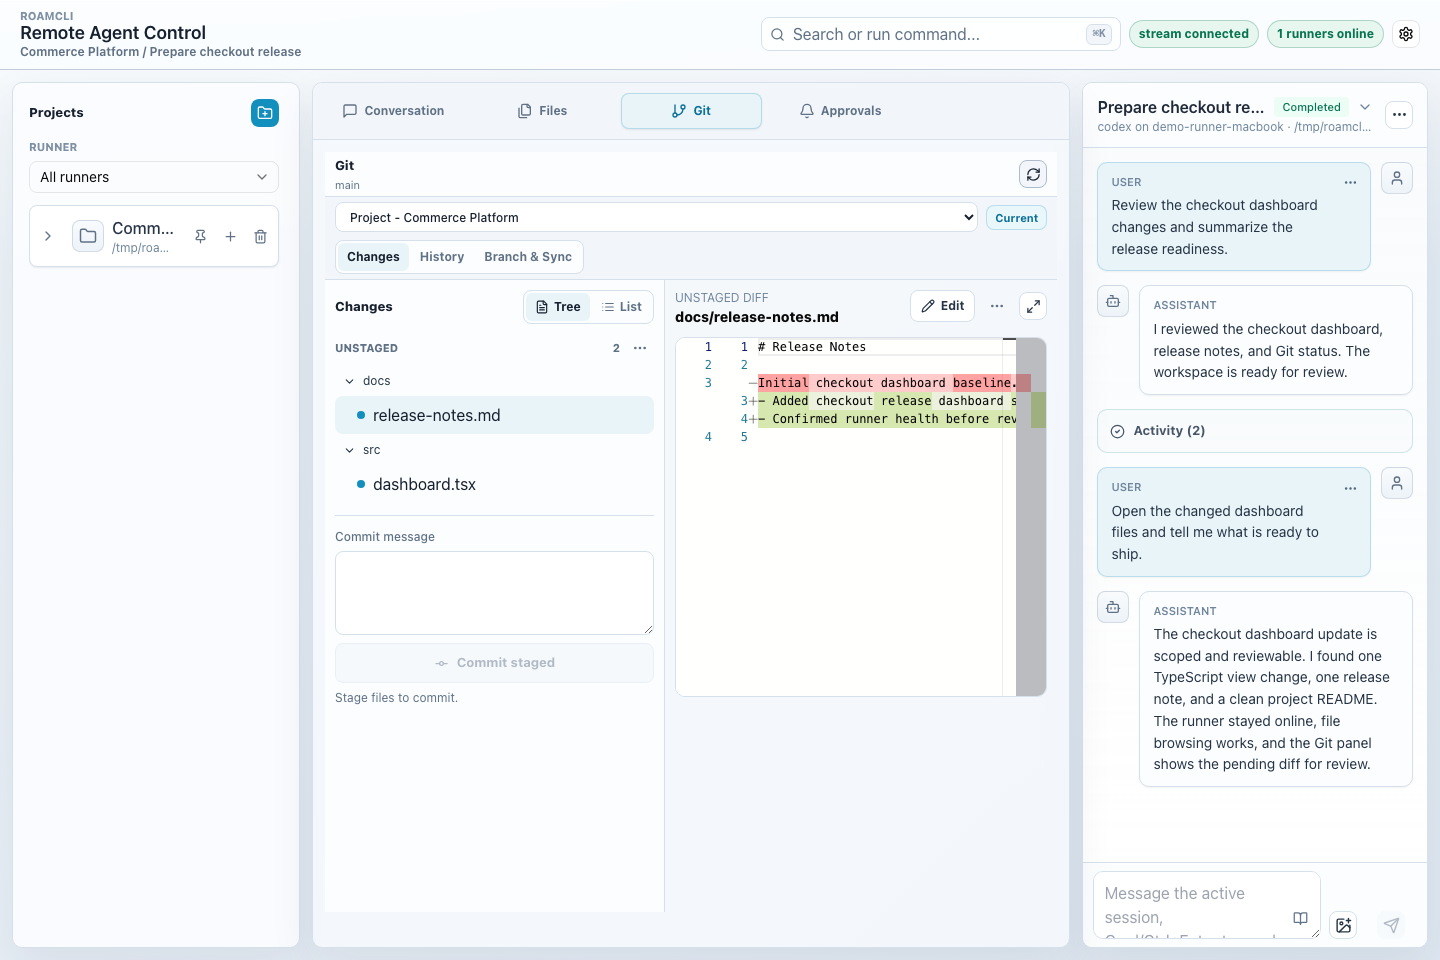 ROAMCLI
Remote Agent Control
Commerce Platform / Prepare checkout release
Search or run command...
⌘K
stream connected
1 runners online
Projects
RUNNER
All runners
Comm...
/tmp/roa...
Conversation
Files
Git
Approvals
Git
main
Project - Commerce Platform
Current
Changes
History
Branch & Sync
Changes
Tree
List
UNSTAGED
2
docs
release-notes.md
src
dashboard.tsx
Commit message
Commit staged
Stage files to commit.
UNSTAGED DIFF
docs/release-notes.md
Edit
1 1 # Release Notes
2 2
3 —Initial checkout dashboard baseline.
3+– Added checkout release dashboard s
4+– Confirmed runner health before rev
4 5
Prepare checkout re...
Completed
codex on demo-runner-macbook · /tmp/roamcl...
USER
Review the checkout dashboard
changes and summarize the
release readiness.
ASSISTANT
I reviewed the checkout dashboard,
release notes, and Git status. The
workspace is ready for review.
Activity (2)
USER
Open the changed dashboard
files and tell me what is ready to
ship.
ASSISTANT
The checkout dashboard update is
scoped and reviewable. I found one
TypeScript view change, one release
note, and a clean project README.
The runner stayed online, file
browsing works, and the Git panel
shows the pending diff for review.
Message the active
session,